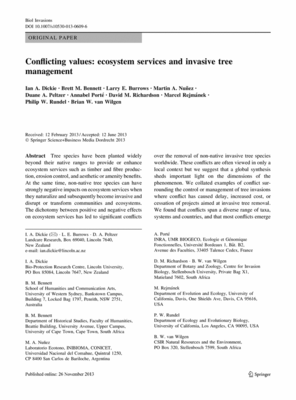 Biol Invasions
DOI 10.1007/s10530-013-0609-6
ORIGINAL PAPER
Conflicting values: ecosystem services and invasive tree
management
Ian A. Dickie · Brett M. Bennett · Larry E. Burrows · Martin A. Nuñez ·
Duane A. Peltzer · Annabel Porté · David M. Richardson · Marcel Rejmánek ·
Philip W. Rundel · Brian W. van Wilgen
Received: 12 February 2013 / Accepted: 12 June 2013
© Springer Science+Business Media Dordrecht 2013
Abstract Tree species have been planted widely
beyond their native ranges to provide or enhance
ecosystem services such as timber and fibre produc-
tion, erosion control, and aesthetic or amenity benefits.
At the same time, non-native tree species can have
strongly negative impacts on ecosystem services when
they naturalize and subsequently become invasive and
disrupt or transform communities and ecosystems.
The dichotomy between positive and negative effects
on ecosystem services has led to significant conflicts
over the removal of non-native invasive tree species
worldwide. These conflicts are often viewed in only a
local context but we suggest that a global synthesis
sheds important light on the dimensions of the
phenomenon. We collated examples of conflict sur-
rounding the control or management of tree invasions
where conflict has caused delay, increased cost, or
cessation of projects aimed at invasive tree removal.
We found that conflicts span a diverse range of taxa,
systems and countries, and that most conflicts emerge
I. A. Dickie · L. E. Burrows · D. A. Peltzer
Landcare Research, Box 69040, Lincoln 7640,
New Zealand
I. A. Dickie
Bio-Protection Research Centre, Lincoln University,
PO Box 85084, Lincoln 7647, New Zealand
B. M. Bennett
School of Humanities and Communication Arts,
University of Western Sydney, Bankstown Campus,
Building 7, Locked Bag 1797, Penrith, NSW 2751,
Australia
B. M. Bennett
Department of Historical Studies, Faculty of Humanities,
Beattie Building, University Avenue, Upper Campus,
University of Cape Town, Cape Town, South Africa
M. A. Nuñez
Laboratorio Ecotono, INIBIOMA, CONICET,
Universidad Nacional del Comahue, Quintral 1250,
CP 8400 San Carlos de Bariloche, Argentina
A. Porté
INRA, UMR BIOGECO, Ecologie et Génomique
Fonctionnelles, Université Bordeaux 1, Bât. B2,
Avenue des Facultés, 33405 Talence Cedex, France
D. M. Richardson · B. W. van Wilgen
Department of Botany and Zoology, Centre for Invasion
Biology, Stellenbosch University, Private Bag X1,
Matieland 7602, South Africa
M. Rejmánek
Department of Evolution and Ecology, University of
California, Davis, One Shields Ave, Davis, CA 95616,
USA
P. W. Rundel
Department of Ecology and Evolutionary Biology,
University of California, Los Angeles, CA 90095, USA
B. W. van Wilgen
CSIR Natural Resources and the Environment,
PO Box 320, Stellenbosch 7599, South Africa
Published online: 26 November 2013